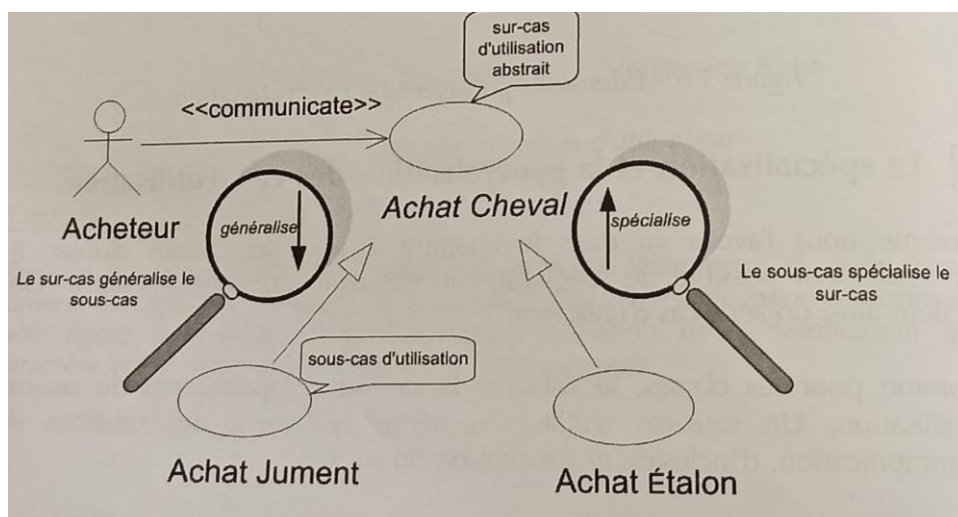 sur-cas
d'utilisation
abstrait
<<communicate>>
Acheteur
généralise
Achat Cheval
spécialise
Le sur-cas généralise le
sous-cas
Le sous-cas spécialise le
sur-cas
sous-cas d'utilisation
Achat Jument
Achat Étalon